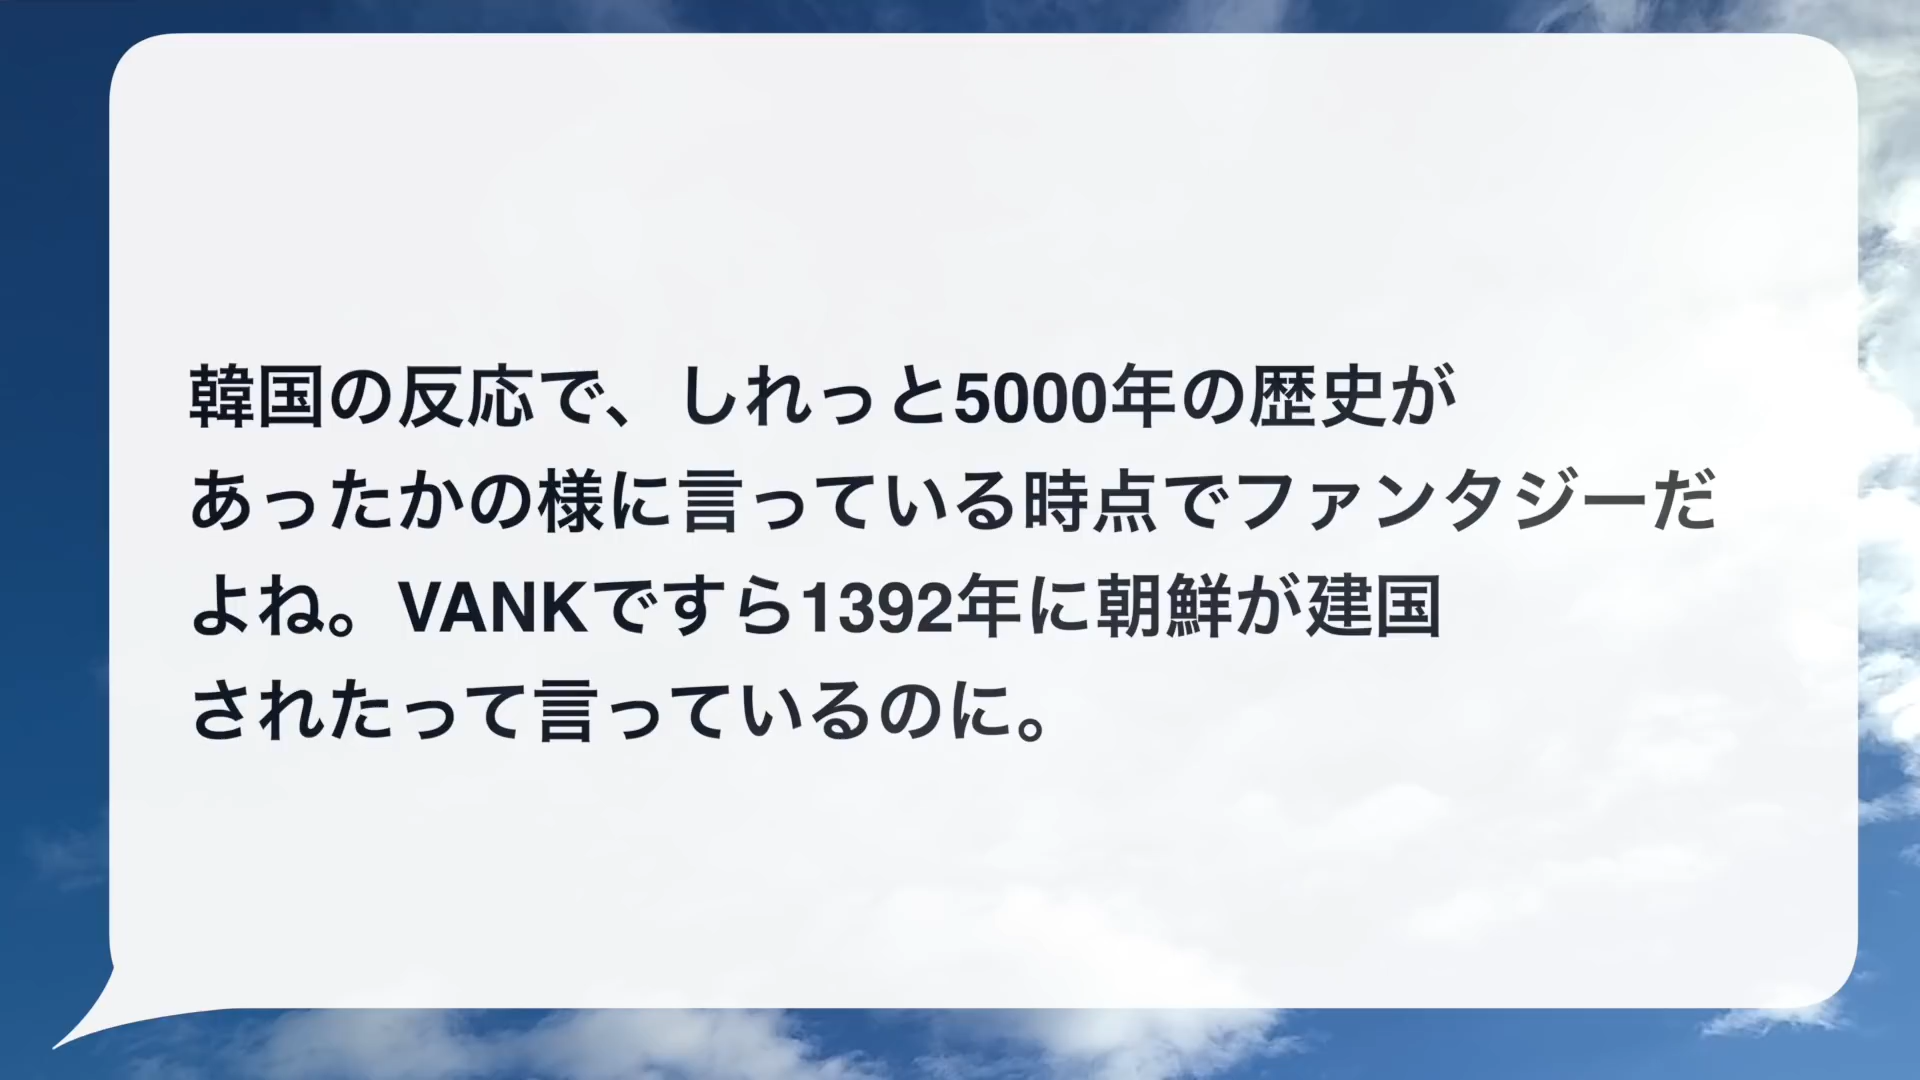 韓国の反応で、しれっと5000年の歴史が
あったかの様に言っている時点でファンタジーだ
よね。VANKですら1392年に朝鮮が建国
されたって言っているのに。